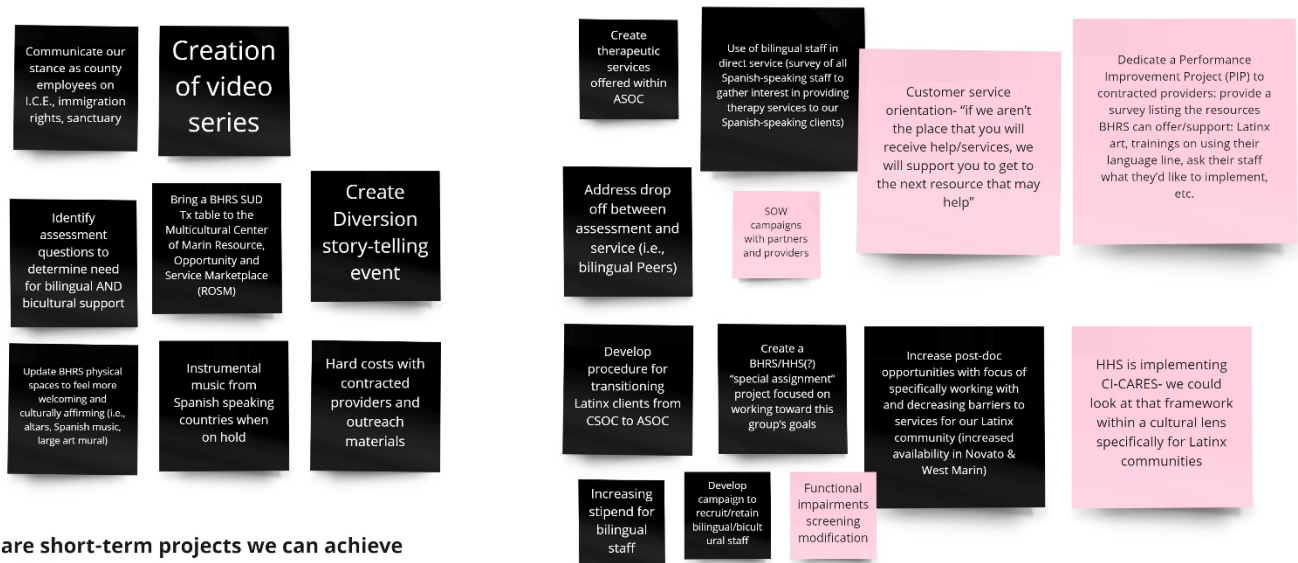 Communicate our
stance as county
employees on
I.C.E., immigration
rights, sanctuary
Creation
of video
series
Identify
assessment
questions to
determine need
for bilingual AND
bicultural support
Bring a BHRS SUD
Tx table to the
Multicultural Center
of Marin Resource,
Opportunity and
Service Marketplace
(ROSM)
Create
Diversion
story-telling
event
Update BHRS physical
spaces to feel more
welcoming and
culturally affirming (i.e.,
altars, Spanish music,
large art mural)
Instrumental
music from
Spanish speaking
countries when
on hold
Hard costs with
contracted
providers and
outreach
materials
are short-term projects we can achieve
Create
therapeutic
services
offered within
ASOC
Use of bilingual staff in
direct service (survey of all
Spanish-speaking staff to
gather interest in providing
therapy services to our
Spanish-speaking clients)
Customer service
orientation- “if we aren’t
the place that you will
receive help/services, we
will support you to get to
the next resource that may
help”
Dedicate a Performance
Improvement Project (PIP) to
contracted providers: provide a
survey listing the resources
BHRS can offer/support: Latinx
art, trainings on using their
language line, ask their staff
what they’d like to implement,
etc.
Address drop
off between
assessment and
service (i.e.,
bilingual Peers)
SOW
campaigns
with partners
and providers
Develop
procedure for
transitioning
Latinx clients from
CSOC to ASOC
Create a
BHRS/HHS(?)
“special assignment”
project focused on
working toward this
group’s goals
Increase post-doc
opportunities with focus of
specifically working with
and decreasing barriers to
services for our Latinx
community (increased
availability in Novato &
West Marin)
HHS is implementing
CI-CARES- we could
look at that framework
within a cultural lens
specifically for Latinx
communities
Increasing
stipend for
bilingual
staff
Develop
campaign to
recruit/retain
bilingual/bicult
ural staff
Functional
impairments
screening
modification